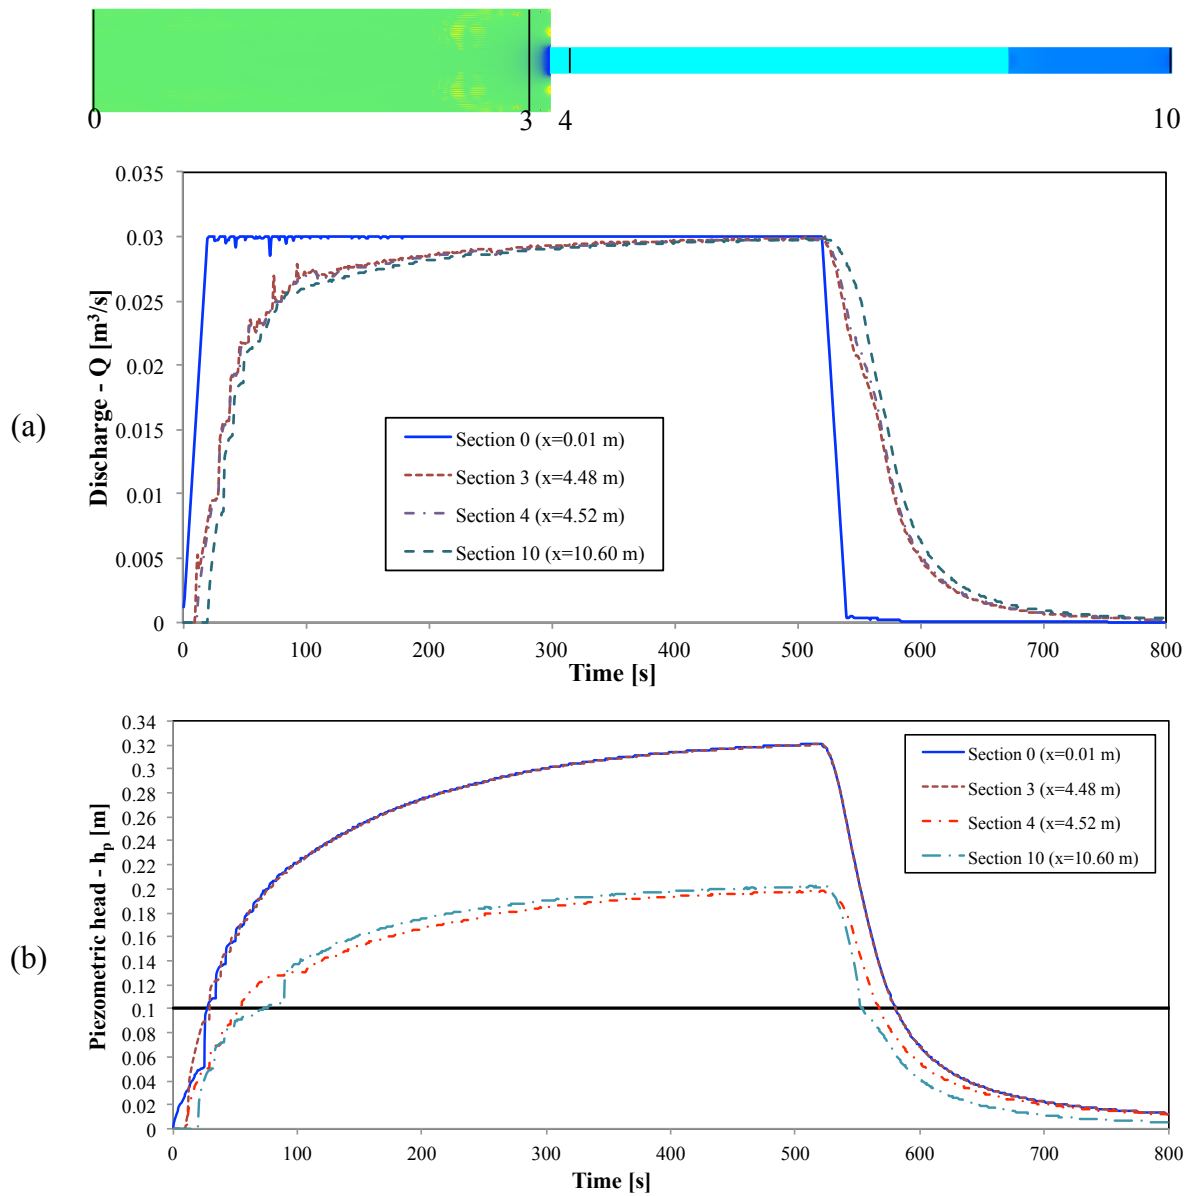 0 3 4 10
(a)
Discharge - Q [m³/s]
0.035
0.03
0.025
0.02
0.015
0.01
0.005
0
Section 0 (x=0.01 m)
Section 3 (x=4.48 m)
Section 4 (x=4.52 m)
Section 10 (x=10.60 m)
0 100 200 300 400 500 600 700 800
Time [s]
(b)
Piezometric head - hp [m]
0.34
0.32
0.3
0.28
0.26
0.24
0.22
0.2
0.18
0.16
0.14
0.12
0.1
0.08
0.06
0.04
0.02
0
Section 0 (x=0.01 m)
Section 3 (x=4.48 m)
Section 4 (x=4.52 m)
Section 10 (x=10.60 m)
0 100 200 300 400 500 600 700 800
Time [s]